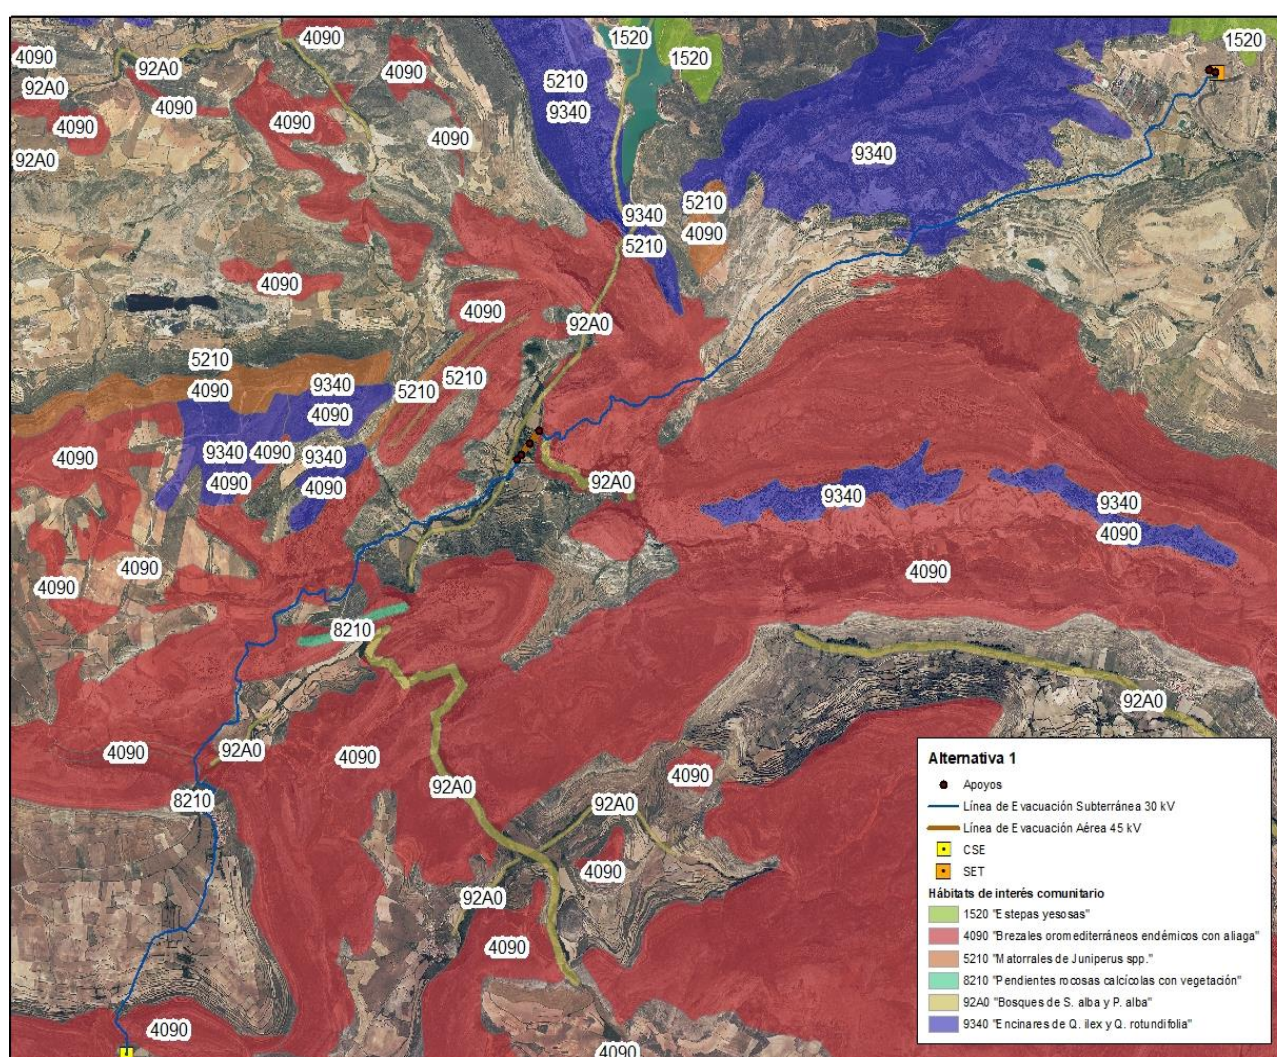 4090
1520
1520
4090
92A0
4090
1520
92A0
5210
4090
4090
9340
4090
4090
92A0
9340
5210
9340
4090
5210
4090
4090
92A0
5210
4090
9340
5210
5210
4090
9340
4090
9340
4090
4090
92A0
4090
9340
9340
4090
4090
4090
4090
8210
92A0
92A0
4090
4090
4090
92A0
8210
92A0
4090
92A0
4090
4090
4090
Alternativa 1
Apoyos
Línea de Evacuación Subterránea 30 kV
Línea de Evacuación Aérea 45 kV
CSE
SET
Hábitats de interés comunitario
1520 "Estepas yesosas"
4090 "Brezales oromediterráneos endémicos con aliaga"
5210 "Matorrales de Juniperus spp."
8210 "Pendientes rocosas calcícolas con vegetación"
92A0 "Bosques de S. alba y P. alba"
9340 "Encinares de Q. ilex y Q. rotundifolia"